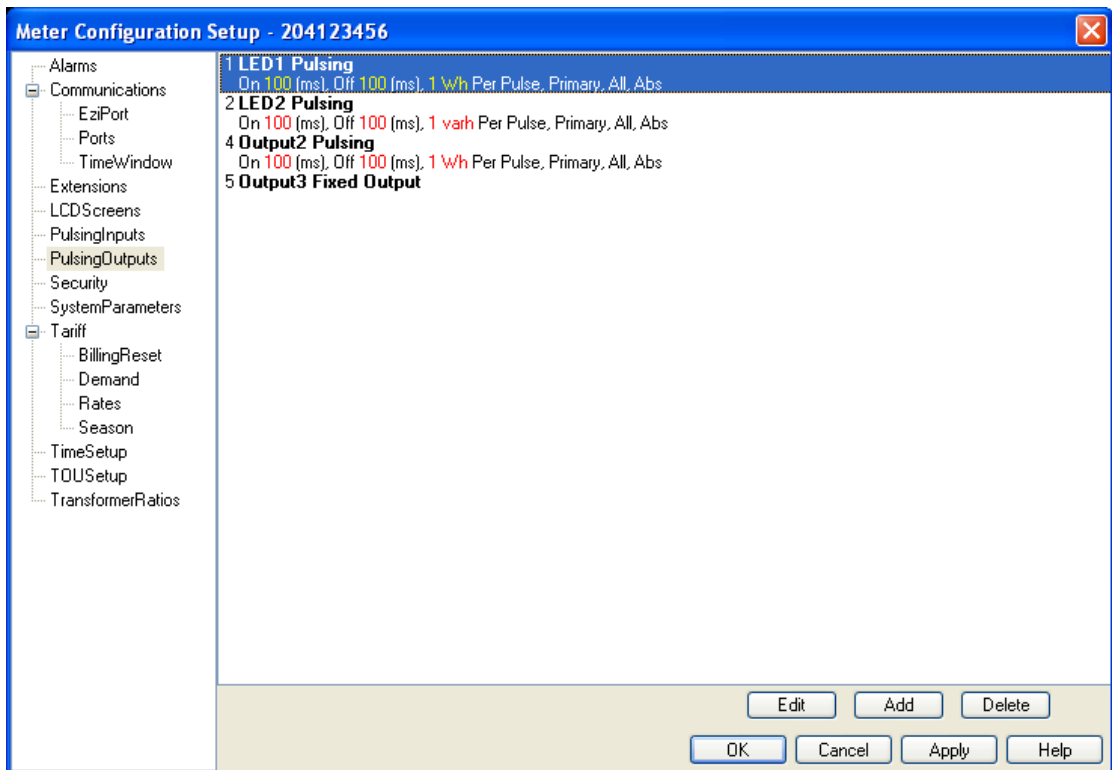 Meter Configuration Setup - 204123456
Alarms
Communications
EziPort
Ports
TimeWindow
Extensions
LCDScreens
PulsingInputs
PulsingOutputs
Security
SystemParameters
Tariff
BillingReset
Demand
Rates
Season
TimeSetup
TOUSetup
TransformerRatios
1 LED1 Pulsing
On 100 (ms), Off 100 (ms), 1 Wh Per Pulse, Primary, All, Abs
2 LED2 Pulsing
On 100 (ms), Off 100 (ms), 1 varh Per Pulse, Primary, All, Abs
4 Output2 Pulsing
On 100 (ms), Off 100 (ms), 1 Wh Per Pulse, Primary, All, Abs
5 Output3 Fixed Output
Edit Add Delete
OK Cancel Apply Help